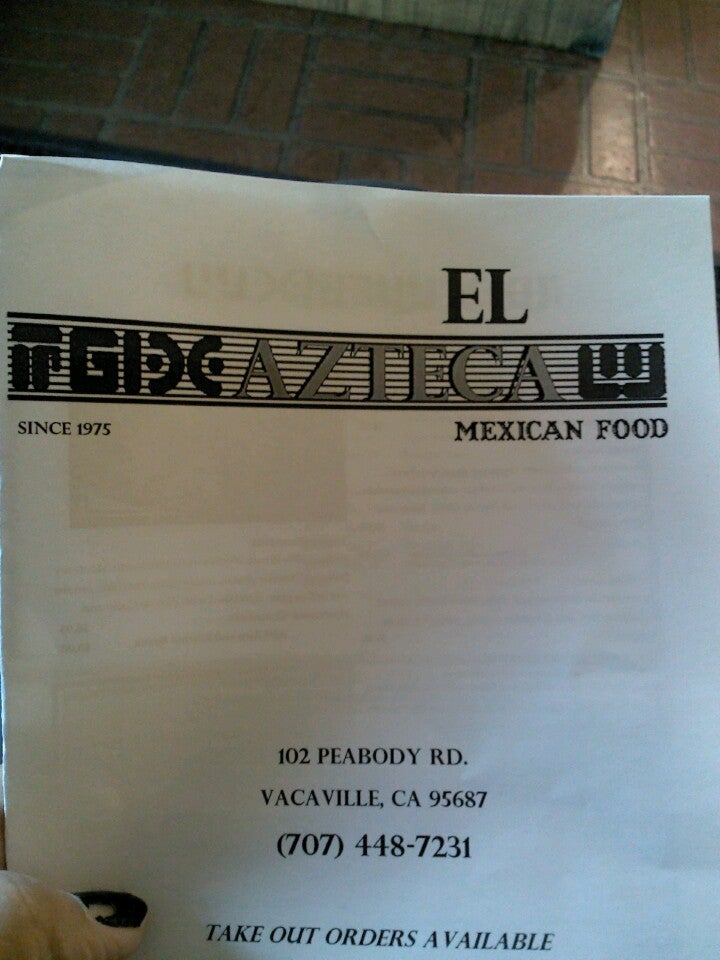 EL
AZTECA
SINCE 1975
MEXICAN FOOD
102 PEABODY RD.
VACAVILLE, CA 95687
(707) 448-7231
TAKE OUT ORDERS AVAILABLE